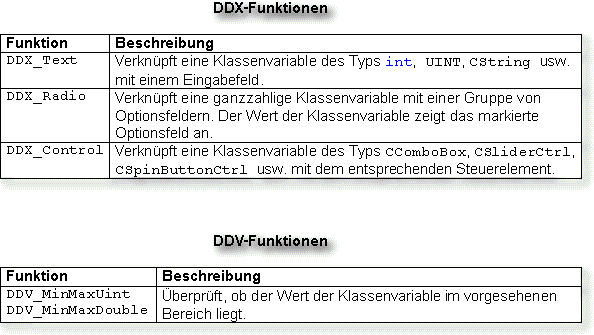 DDX-Funktionen
Funktion Beschreibung
DDX_Text Verknüpft eine Klassenvariable des Typs int, UINT, CString usw.
mit einem Eingabefeld.
DDX_Radio Verknüpft eine ganzzahlige Klassenvariable mit einer Gruppe von
Optionsfeldern. Der Wert der Klassenvariable zeigt das markierte
Optionsfeld an.
DDX_Control Verknüpft eine Klassenvariable des Typs CComboBox, CSliderCtrl,
CSpinButtonCtrl usw. mit dem entsprechenden Steuerelement.
DDV-Funktionen
Funktion Beschreibung
DDV_MinMaxUint Überprüft, ob der Wert der Klassenvariable im vorgesehenen
DDV_MinMaxDouble Bereich liegt.